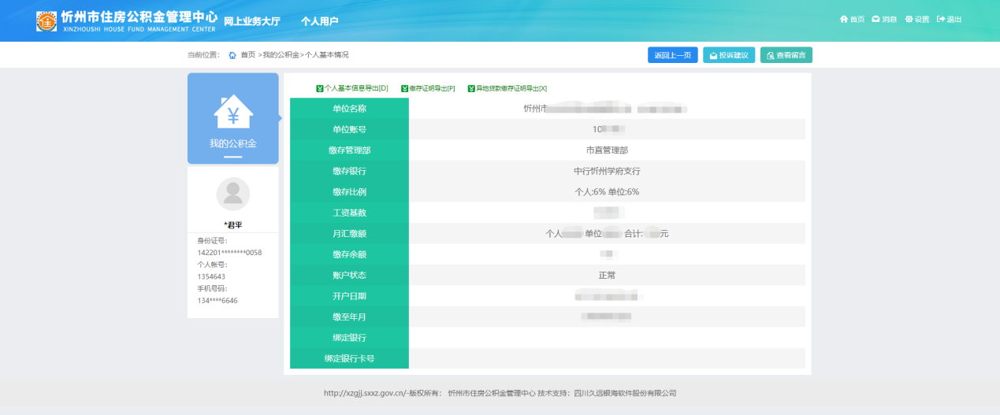 忻州市住房公积金管理中心 网上业务大厅 个人用户
XINZHOUSHI HOUSE FUND MANAGEMENT CENTER
首页 消息 设置 退出
当前位置： 首页 >我的公积金>个人基本情况
返回上一页 投诉建议 查看留言
¥
我的公积金
*君平
身份证号：
142201********0058
个人帐号：
1354643
手机号码：
134****6646
个人基本信息导出[D] 缴存证明导出[P] 异地贷款缴存证明导出[X]
单位名称 忻州市
单位账号 10
缴存管理部 市直管理部
缴存银行 中行忻州学府支行
缴存比例 个人:6% 单位:6%
工资基数
月汇缴额 个人 单位 合计: 元
缴存余额
账户状态 正常
开户日期
缴至年月
绑定银行
绑定银行卡号
http://xzgjj.sxxz.gov.cn/-版权所有： 忻州市住房公积金管理中心 技术支持：四川久远银海软件股份有限公司